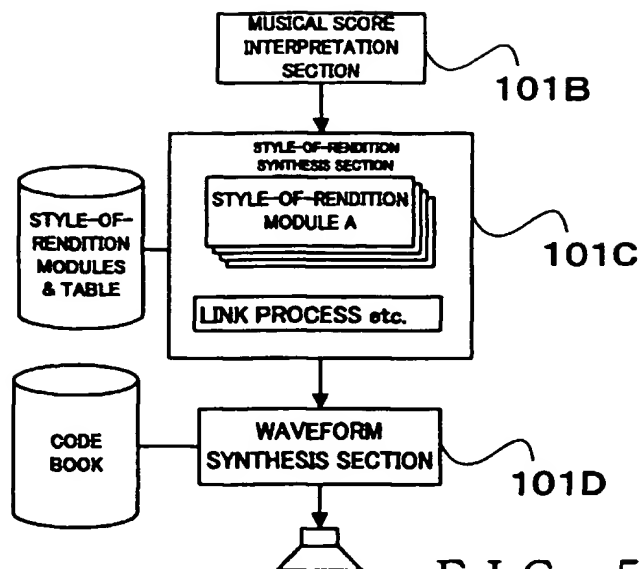 MUSICAL SCORE
INTERPRETATION
SECTION
101B
STYLE-OF-RENDITION
SYNTHESIS SECTION
STYLE-OF-RENDITION
MODULE A
STYLE-OF-
RENDITION
MODULES
& TABLE
101C
LINK PROCESS etc.
CODE
BOOK
WAVEFORM
SYNTHESIS SECTION
101D
FIG. 5